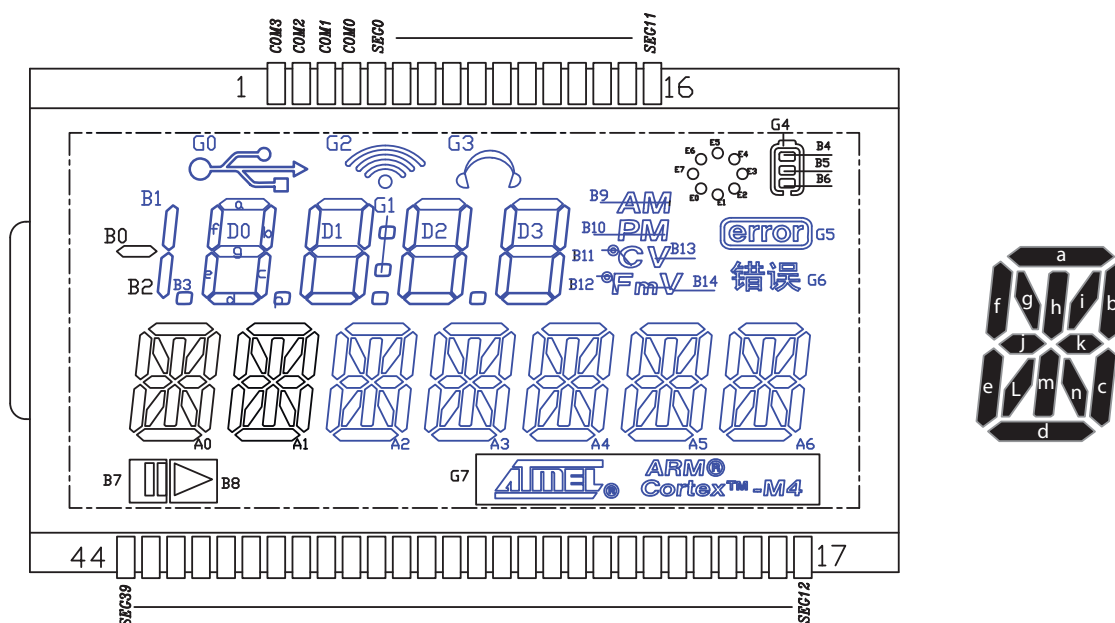 COM3 COM2 COM1 COM0 SEG0 SEG11
1 16
G0 G2 G3 G4
E0 E1 E2 E3 E4 E5 E6 E7
B4
B5
B6
B1 G1
B0
B2 B3
a b c d e f g p
D0 D1 D2 D3
B9 AM
B10 PM
B11 °C V B13
B12 °F mV B14
error G5
错误 G6
A0 A1 A2 A3 A4 A5 A6
B7 B8
G7 ATMEL® ARM®
Cortex™-M4
44 17
SEG39 SEG12
a
f g h i b
j k
e L m n c
d